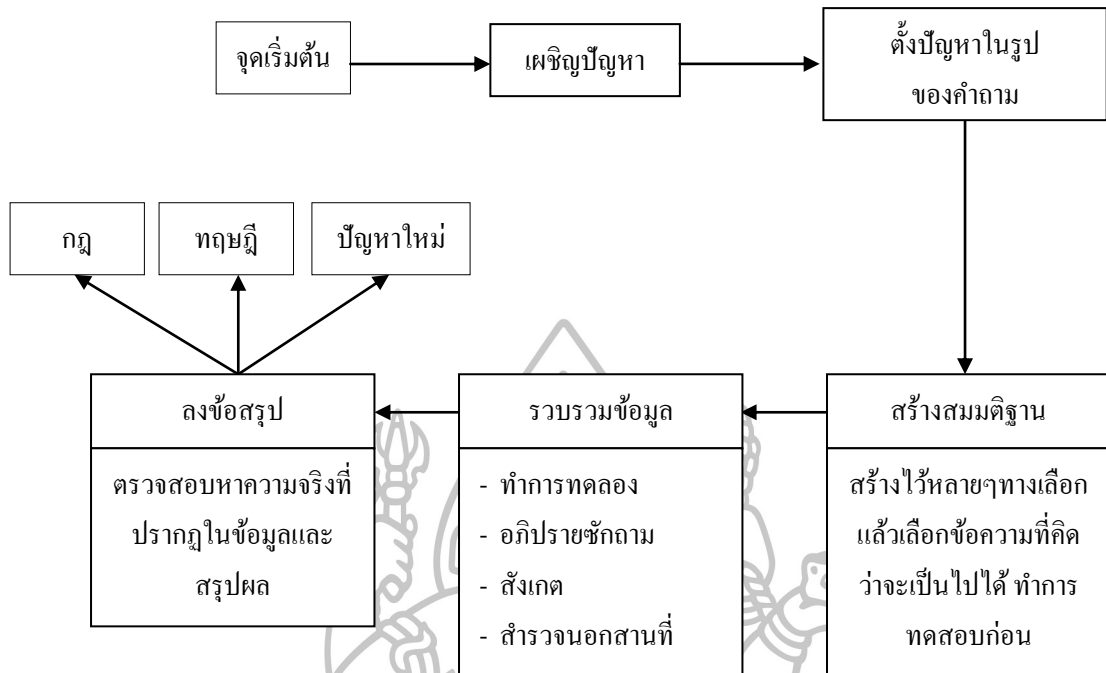 จุดเริ่มต้น
เผชิญปัญหา
ตั้งปัญหาในรูป
ของคำถาม
กฎ
ทฤษฎี
ปัญหาใหม่
ลงข้อสรุป
รวบรวมข้อมูล
สร้างสมมติฐาน
ตรวจสอบหาความจริงที่
ปรากฏในข้อมูลและ
สรุปผล
- ทำการทดลอง
- อภิปรายซักถาม
- สังเกต
- สำรวจนอกสานที่
สร้างไว้หลายๆทางเลือก
แล้วเลือกข้อความที่คิด
ว่าจะเป็นไปได้ ทำการ
ทดสอบก่อน